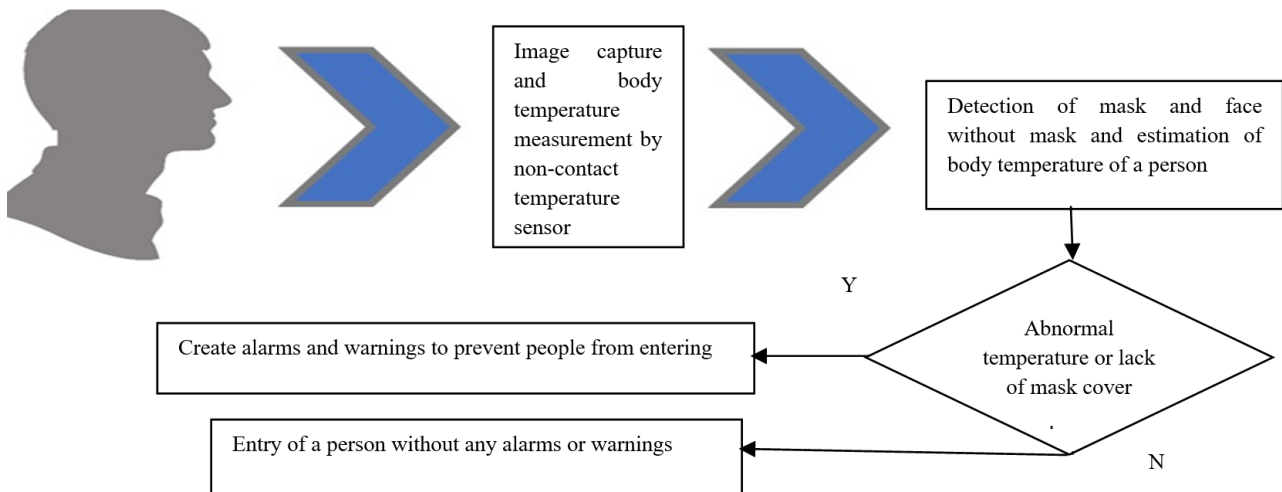 Image capture
and body
temperature
measurement by
non-contact
temperature
sensor
Detection of mask and face
without mask and estimation of
body temperature of a person
Y
Abnormal
temperature or lack
of mask cover
.
Create alarms and warnings to prevent people from entering
Entry of a person without any alarms or warnings
N